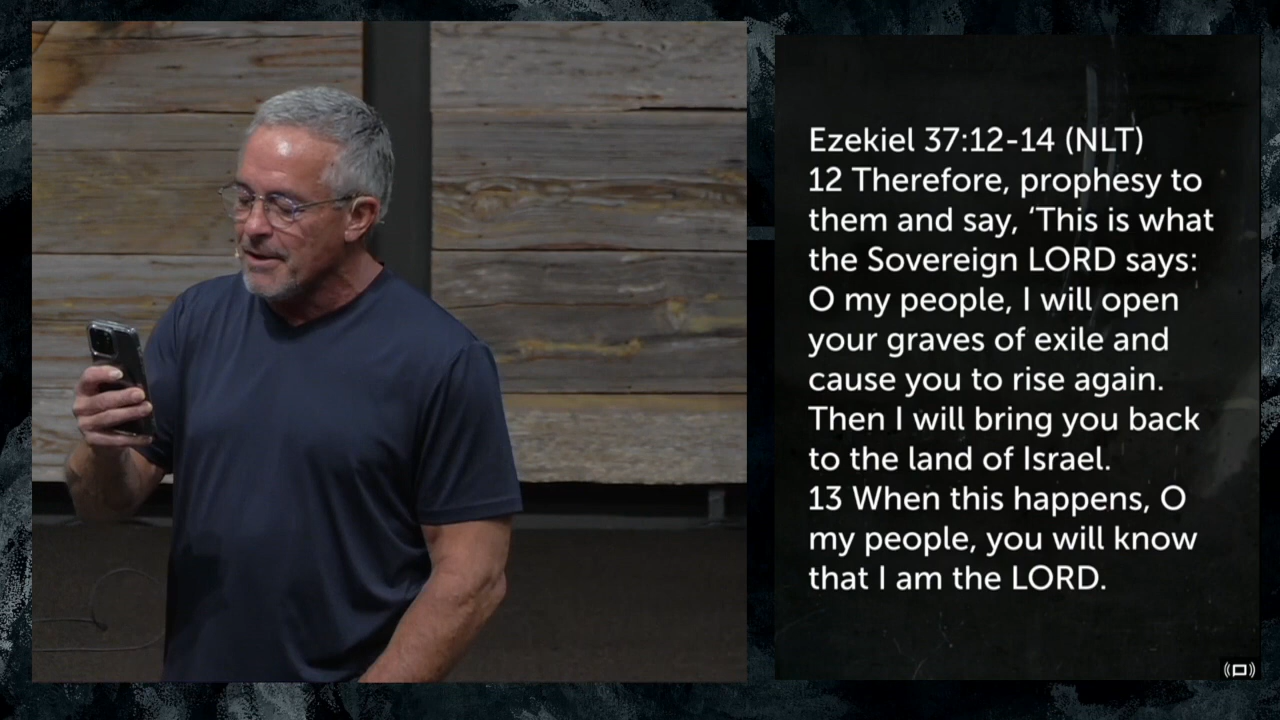 Ezekiel 37:12-14 (NLT)
12 Therefore, prophesy to
them and say, ‘This is what
the Sovereign LORD says:
O my people, I will open
your graves of exile and
cause you to rise again.
Then I will bring you back
to the land of Israel.
13 When this happens, O
my people, you will know
that I am the LORD.